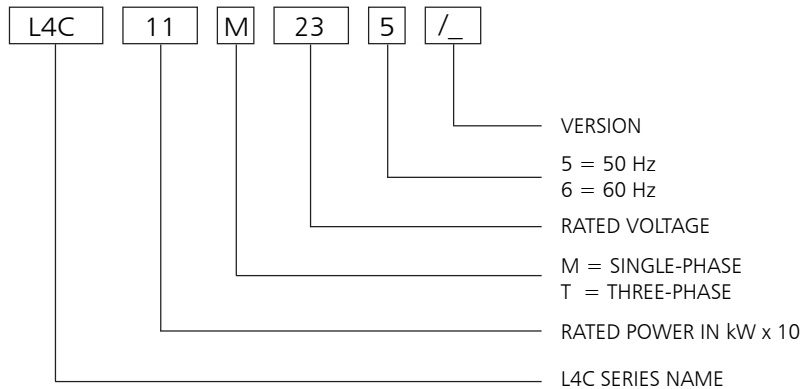 L4C 11 M 23 5 /_
VERSION
5 = 50 Hz
6 = 60 Hz
RATED VOLTAGE
M = SINGLE-PHASE
T = THREE-PHASE
RATED POWER IN kW x 10
L4C SERIES NAME